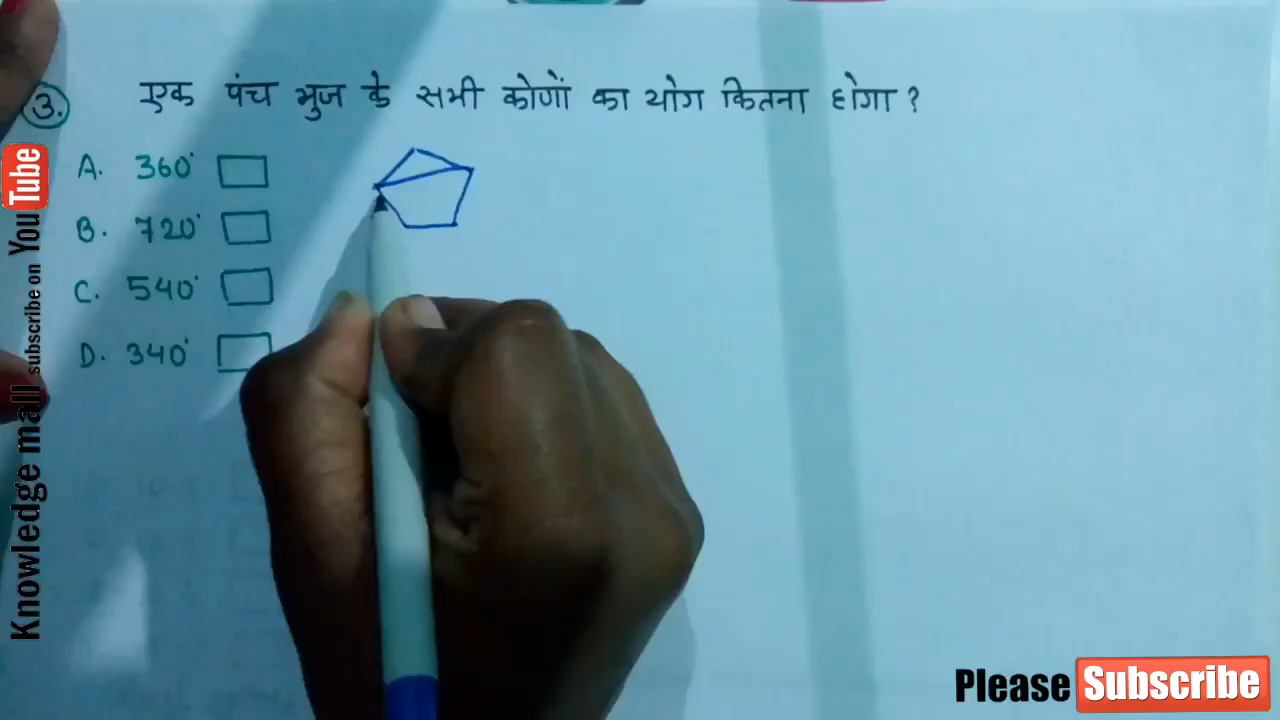 3. एक पंच भुज के सभी कोणों का योग कितना होगा ?
A. 360°
B. 720°
C. 540°
D. 340°
Knowledge mall subscribe on YouTube
Please Subscribe